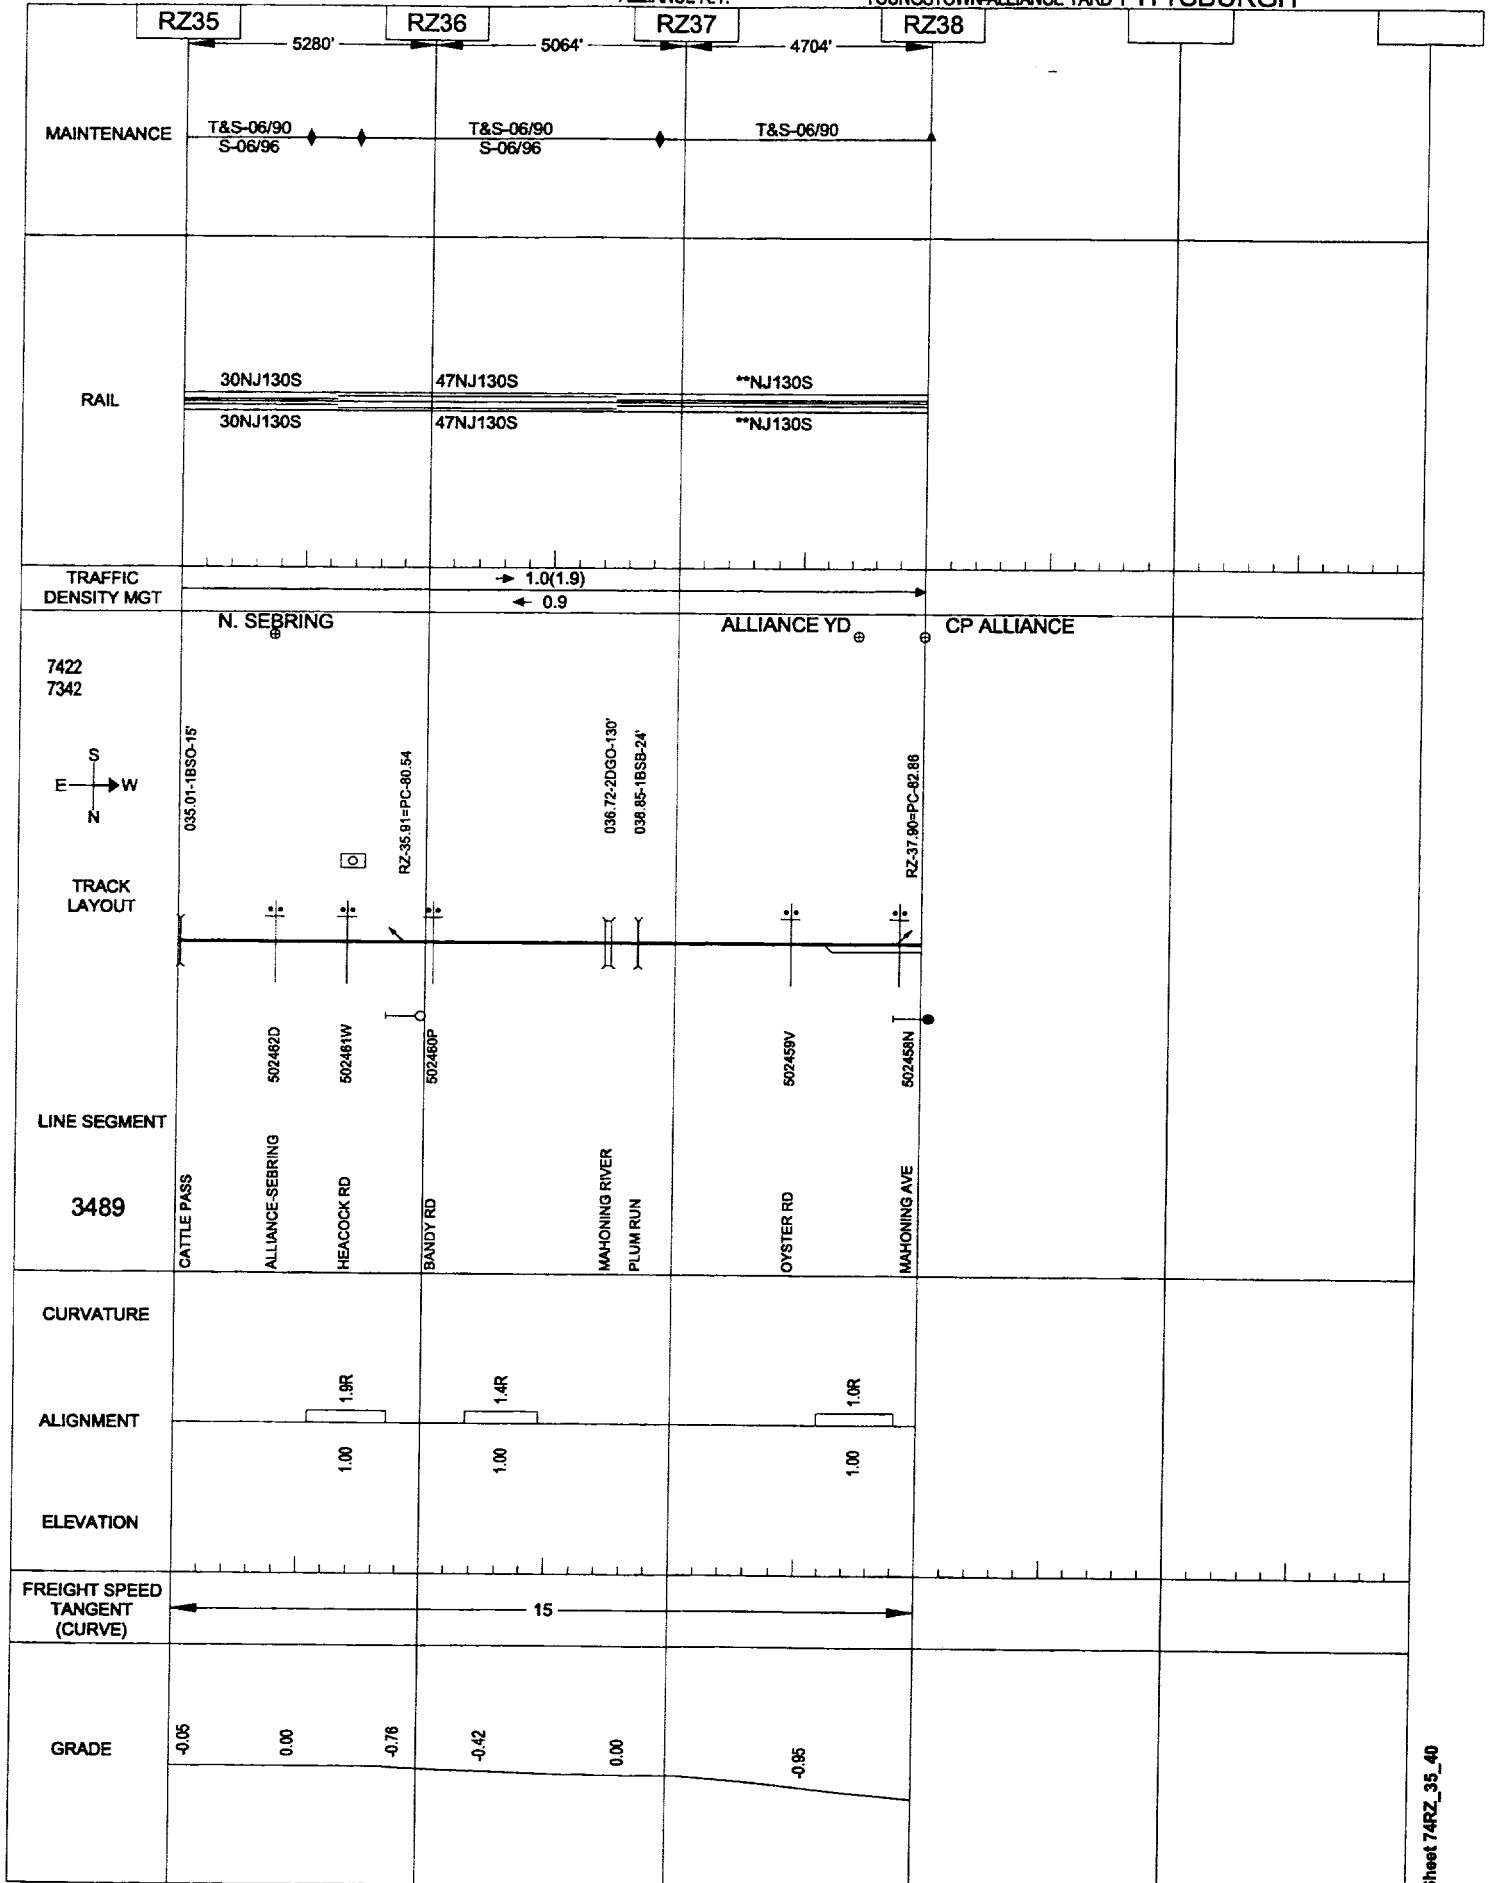 PITTSBURGH
RZ35 RZ36 RZ37 RZ38
5280' 5064' 4704'
MAINTENANCE
T&S-06/90 T&S-06/90 T&S-06/90
S-06/96 S-06/96
RAIL
30NJ130S 47NJ130S **NJ130S
30NJ130S 47NJ130S **NJ130S
TRAFFIC
DENSITY MGT
1.0(1.9)
0.9
N. SEBRING ALLIANCE YD CP ALLIANCE
7422
7342
S
E W
N
035.01-1BSO-15'
RZ-35.91=PC-80.54
036.72-2DGO-130'
036.85-1BSB-24'
RZ-37.90=PC-82.86
TRACK
LAYOUT
502462D
502461W
502460P
502459V
502458N
LINE SEGMENT
3489
CATTLE PASS
ALLIANCE-SEBRING
HEACOCK RD
BANDY RD
MAHONING RIVER
PLUM RUN
OYSTER RD
MAHONING AVE
CURVATURE
1.9R 1.4R 1.0R
ALIGNMENT
1.00 1.00 1.00
ELEVATION
FREIGHT SPEED
TANGENT
(CURVE)
15
GRADE
-0.05 0.00 -0.76 -0.42 0.00 -0.95
Sheet 74RZ_35_40